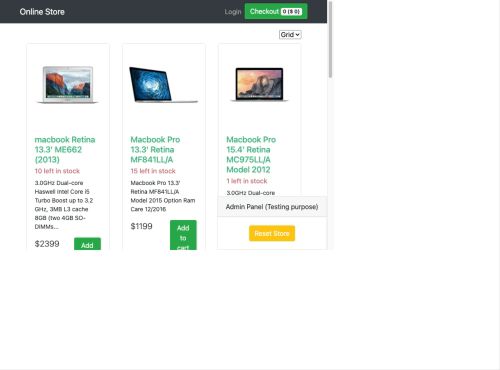 Online Store
Login
Checkout 0 ($ 0)
Grid
macbook Retina
13.3' ME662
(2013)
10 left in stock
3.0GHz Dual-core
Haswell Intel Core i5
Turbo Boost up to 3.2
GHz, 3MB L3 cache
8GB (two 4GB SO-
DIMMs...
$2399
Add
Macbook Pro
13.3' Retina
MF841LL/A
15 left in stock
Macbook Pro 13.3'
Retina MF841LL/A
Model 2015 Option Ram
Care 12/2016
$1199
Add
to
cart
Macbook Pro
15.4' Retina
MC975LL/A
Model 2012
1 left in stock
3.0GHz Dual-core
Admin Panel (Testing purpose)
Reset Store